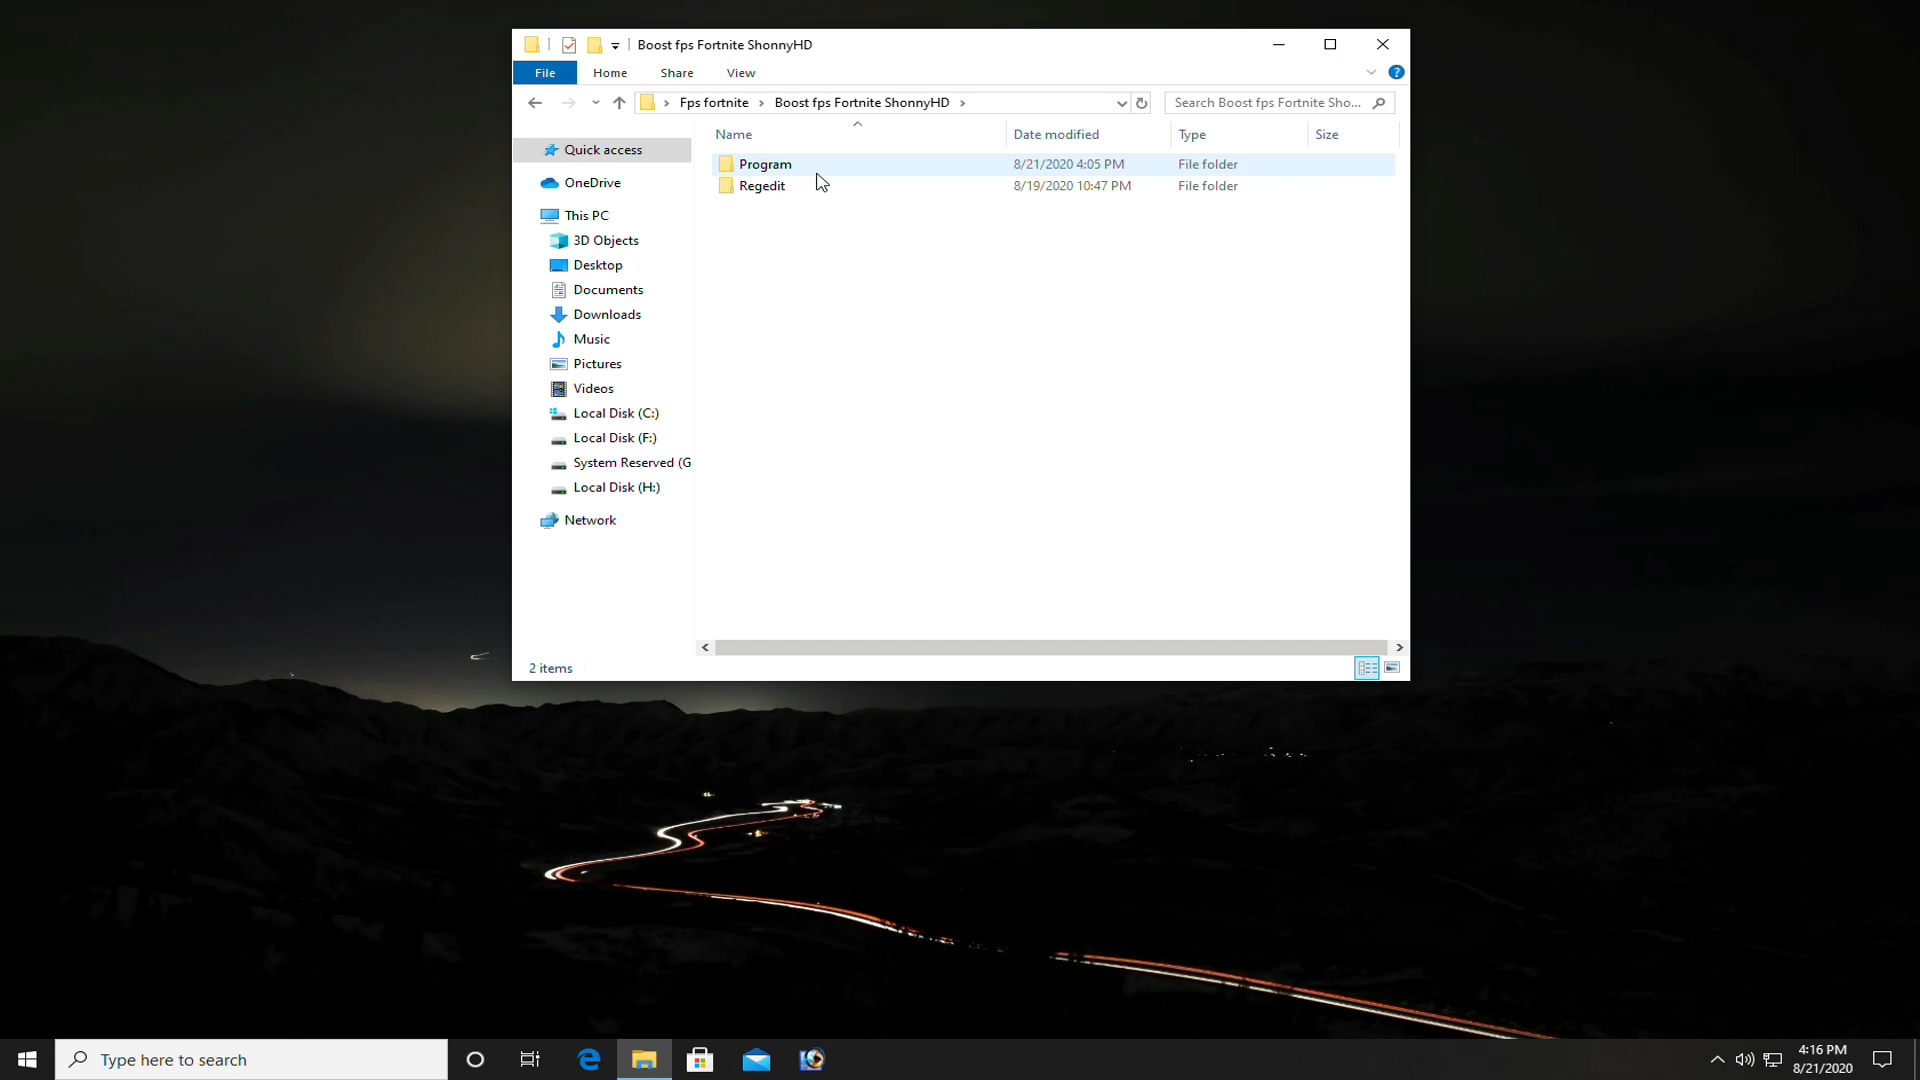 Boost fps Fortnite ShonnyHD
File Home Share View
Fps fortnite Boost fps Fortnite ShonnyHD Search Boost fps Fortnite Sho...
Name Date modified Type Size
Quick access
Program 8/21/2020 4:05 PM File folder
Regedit 8/19/2020 10:47 PM File folder
OneDrive
This PC
3D Objects
Desktop
Documents
Downloads
Music
Pictures
Videos
Local Disk (C:)
Local Disk (F:)
System Reserved (G
Local Disk (H:)
Network
2 items
Type here to search
4:16 PM
8/21/2020